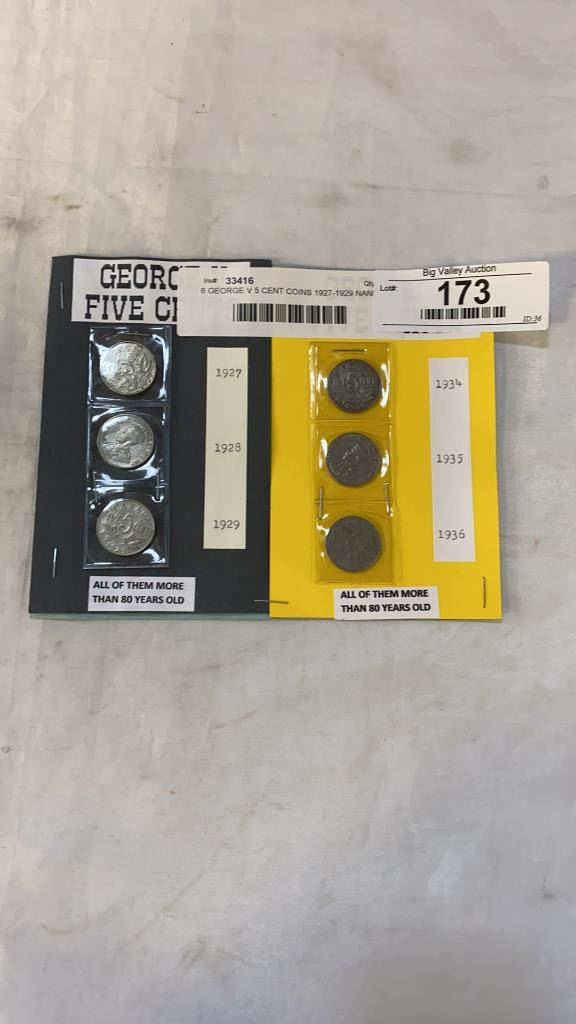 GEORG
FIVE C
Inv#: 33416
Qty
6 GEORGE V 5 CENT COINS 1927-1929 NAN
Big Valley Auction
Lot#:
173
ID:36
1927
1928
1929
ALL OF THEM MORE
THAN 80 YEARS OLD
1934
1935
1936
ALL OF THEM MORE
THAN 80 YEARS OLD